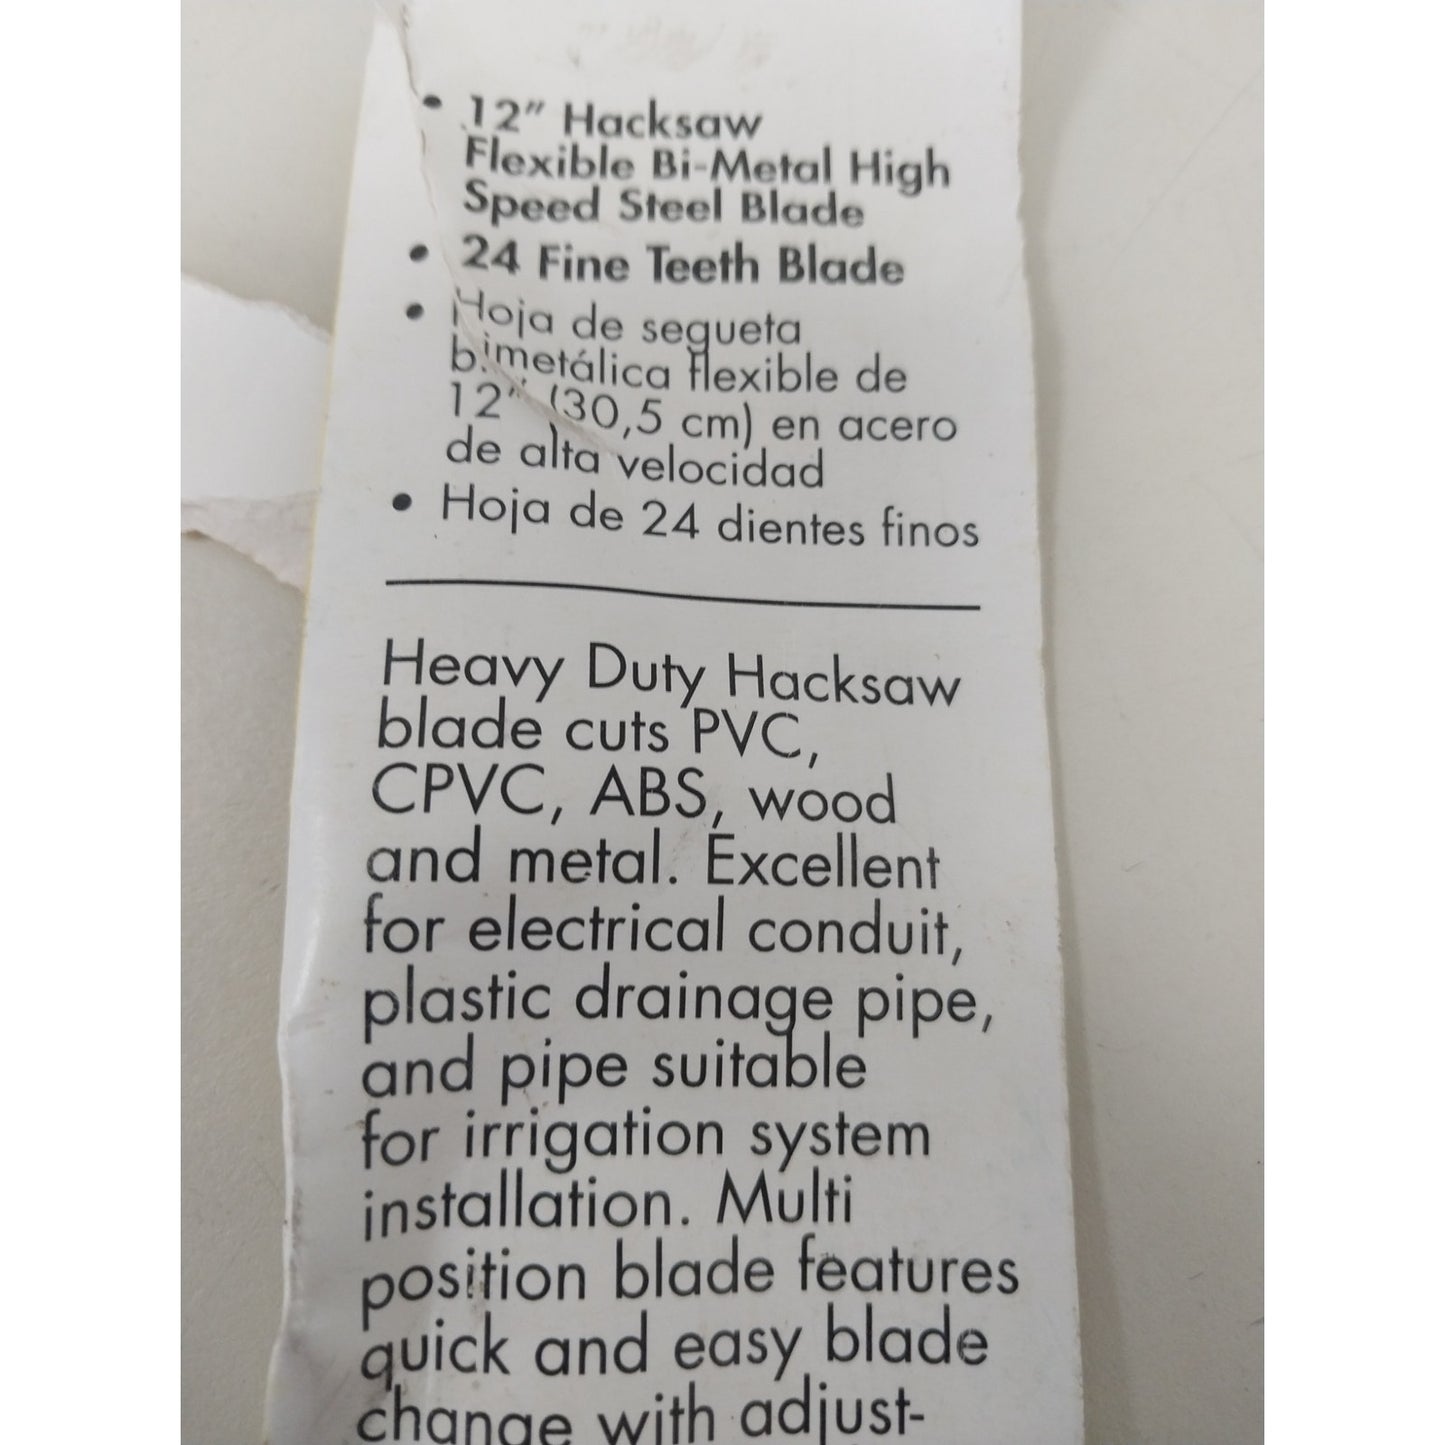 • 12" Hacksaw
Flexible Bi-Metal High
Speed Steel Blade
• 24 Fine Teeth Blade
• Hoja de segueta
bimetálica flexible de
12" (30,5 cm) en acero
de alta velocidad
• Hoja de 24 dientes finos
Heavy Duty Hacksaw
blade cuts PVC,
CPVC, ABS, wood
and metal. Excellent
for electrical conduit,
plastic drainage pipe,
and pipe suitable
for irrigation system
installation. Multi
position blade features
quick and easy blade
change with adjust-